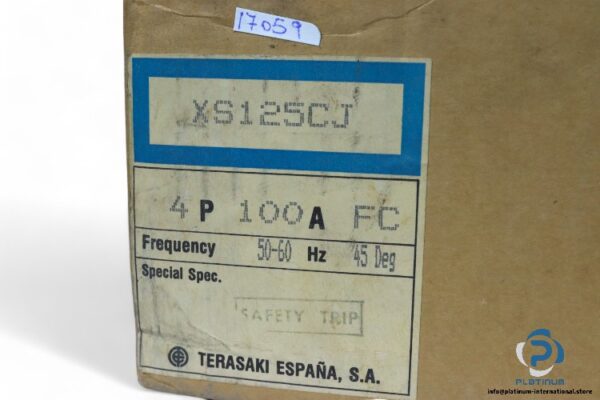 17059
XS125CJ
4 P 100 A FC
Frequency 50-60 Hz 45 Deg
Special Spec.
SAFETY TRIP
TERASAKI ESPAÑA, S.A.
PLATINUM
info@platinum-international.store